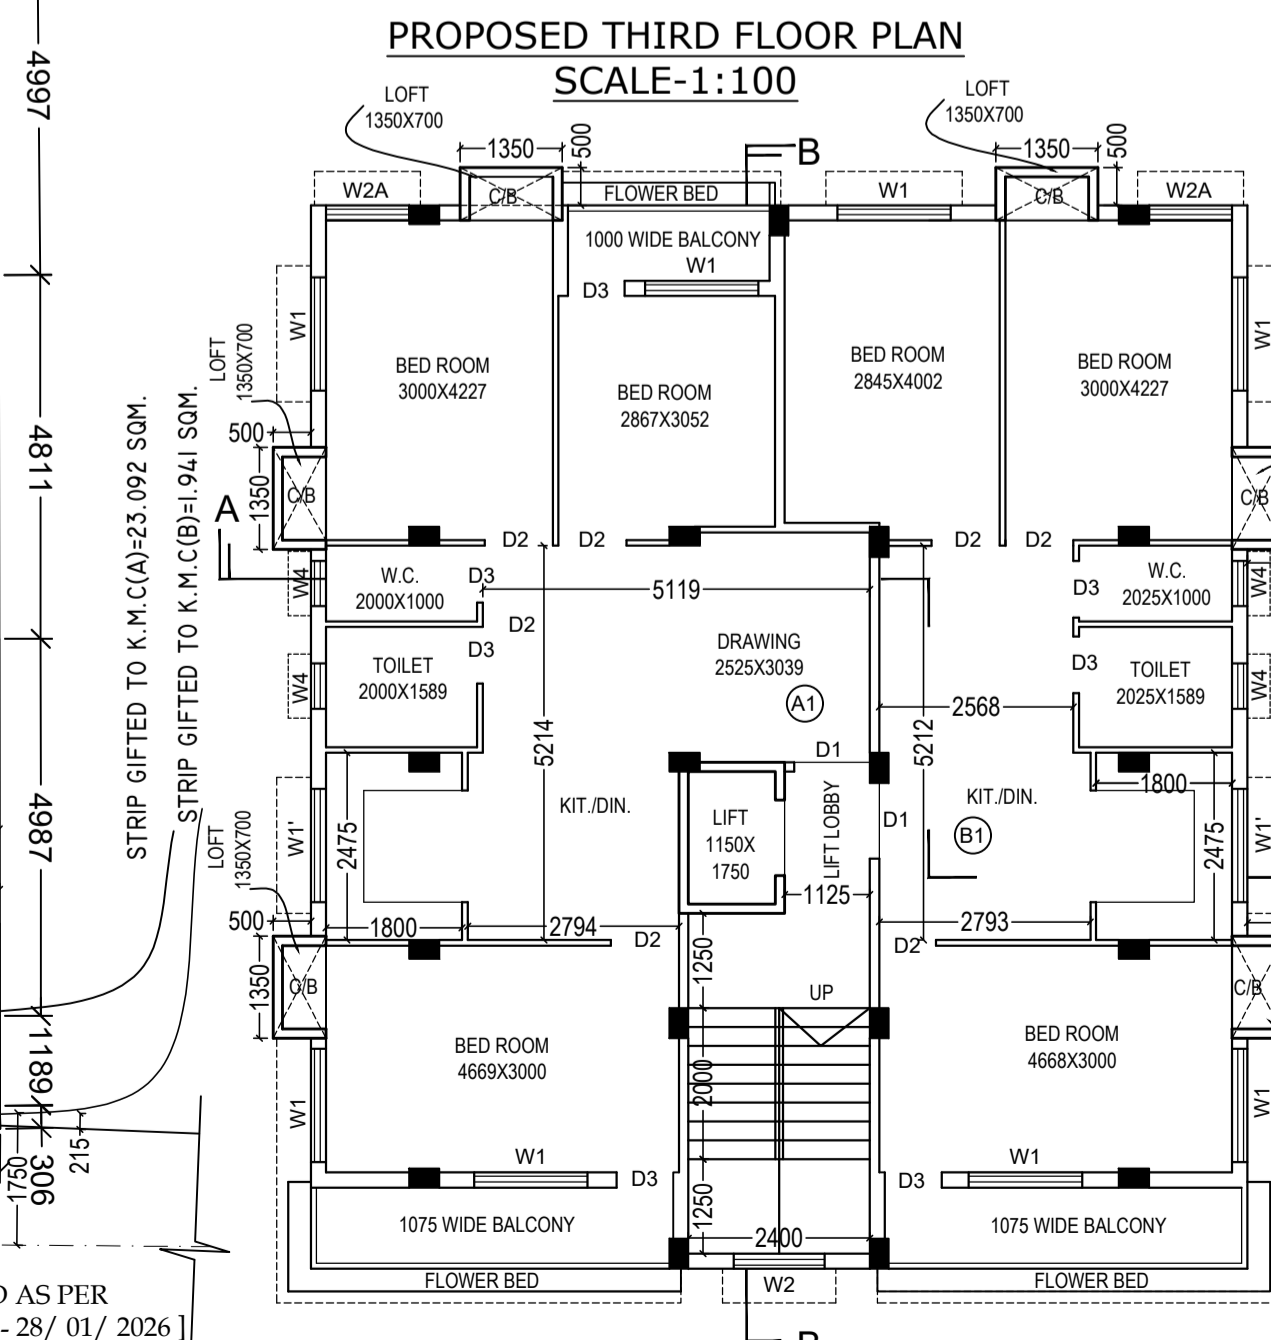 PROPOSED THIRD FLOOR PLAN
SCALE-1:100
LOFT
1350X700
LOFT
1350X700
1350
500
B
1350
500
W2A
C/B
FLOWER BED
W1
C/B
W2A
1000 WIDE BALCONY
W1
D3
4997
W1
W1
LOFT
1350X700
BED ROOM
3000X4227
BED ROOM
2867X3052
BED ROOM
2845X4002
BED ROOM
3000X4227
STRIP GIFTED TO K.M.C(A)=23.092 SQM.
STRIP GIFTED TO K.M.C(B)=1.941 SQM.
4811
500
1350
C/B
C/B
A
D2
D2
D2
D2
W4
W.C.
2000X1000
D3
5119
D3
W.C.
2025X1000
W4
D2
W4
TOILET
2000X1589
D3
DRAWING
2525X3039
A1
D3
TOILET
2025X1589
W4
2568
5214
5212
D1
4987
1800
LOFT
1350X700
W1'
2475
KIT./DIN.
LIFT
1150X
1750
LIFT LOBBY
D1
KIT./DIN.
B1
2475
W1'
1125
500
1800
2794
D2
2793
D2
1350
C/B
1250
UP
C/B
1189
BED ROOM
4669X3000
2000
BED ROOM
4668X3000
W1
W1
215
1750
306
W1
D3
D3
W1
1250
1075 WIDE BALCONY
2400
1075 WIDE BALCONY
FLOWER BED
W2
FLOWER BED
AS PER
- 28/ 01/ 2026 ]
B